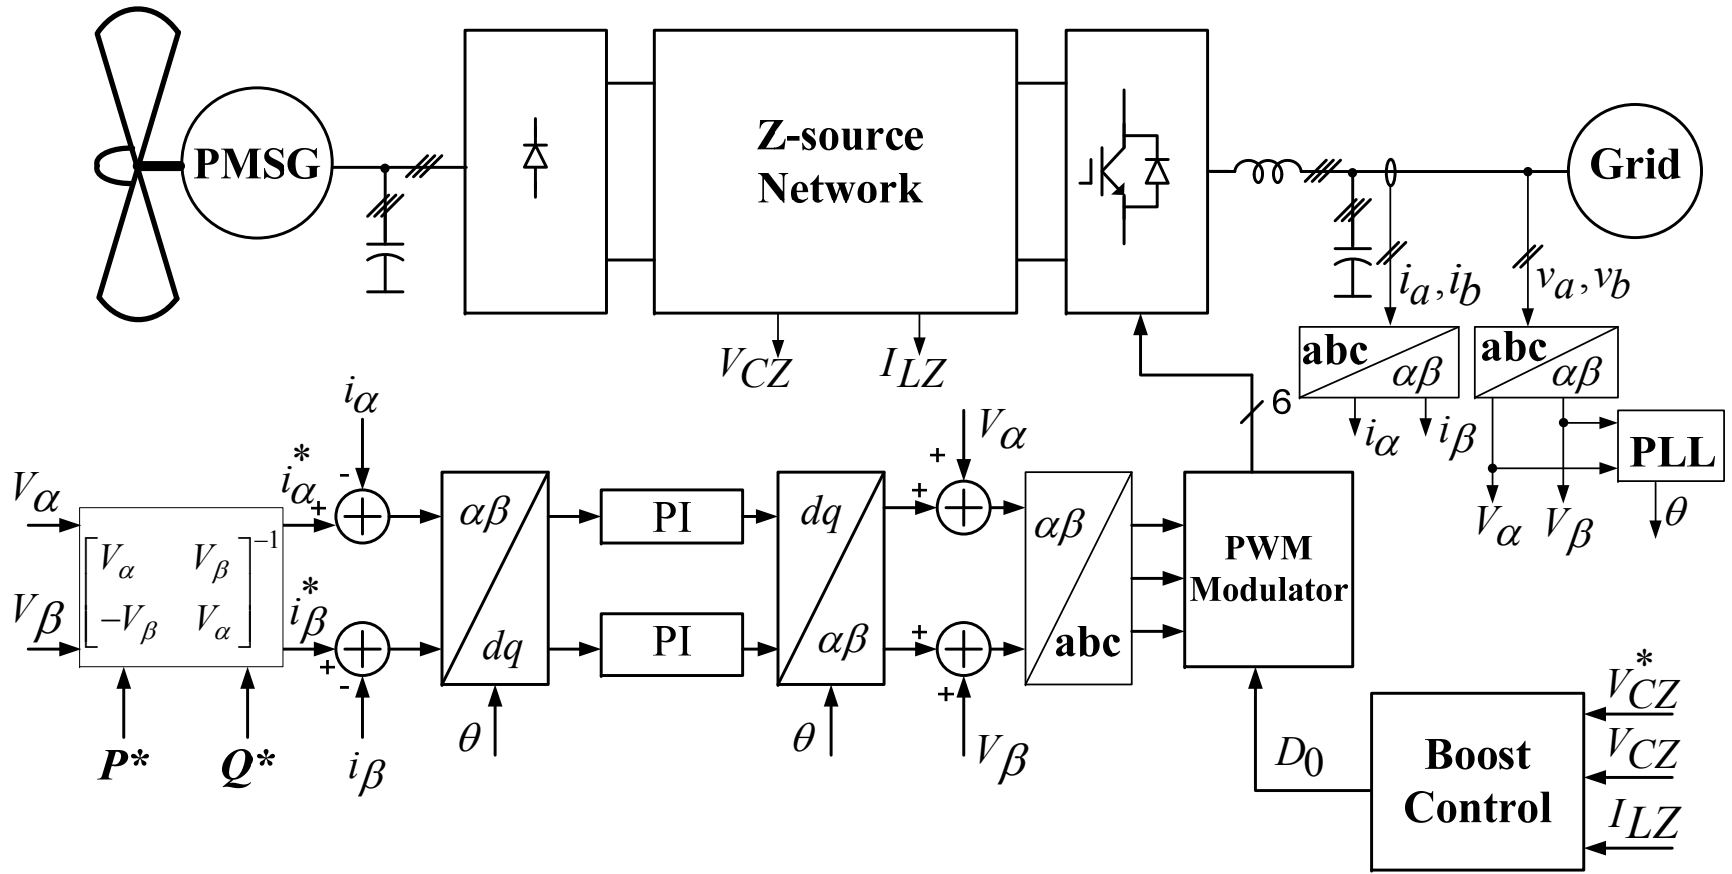 PMSG
Z-source
Network
Grid
V_CZ
I_LZ
i_a, i_b
v_a, v_b
abc
αβ
abc
αβ
i_α
i_β
PLL
V_α
V_β
θ
6
i_α
-
i_α^*
+
V_α
V_β
[V_α V_β
-V_β V_α]^-1
P*
Q*
i_β^*
+
-
i_β
αβ
dq
θ
PI
PI
dq
αβ
θ
V_α
+
+
+
+
V_β
αβ
abc
PWM
Modulator
D_0
Boost
Control
V_CZ^*
V_CZ
I_LZ